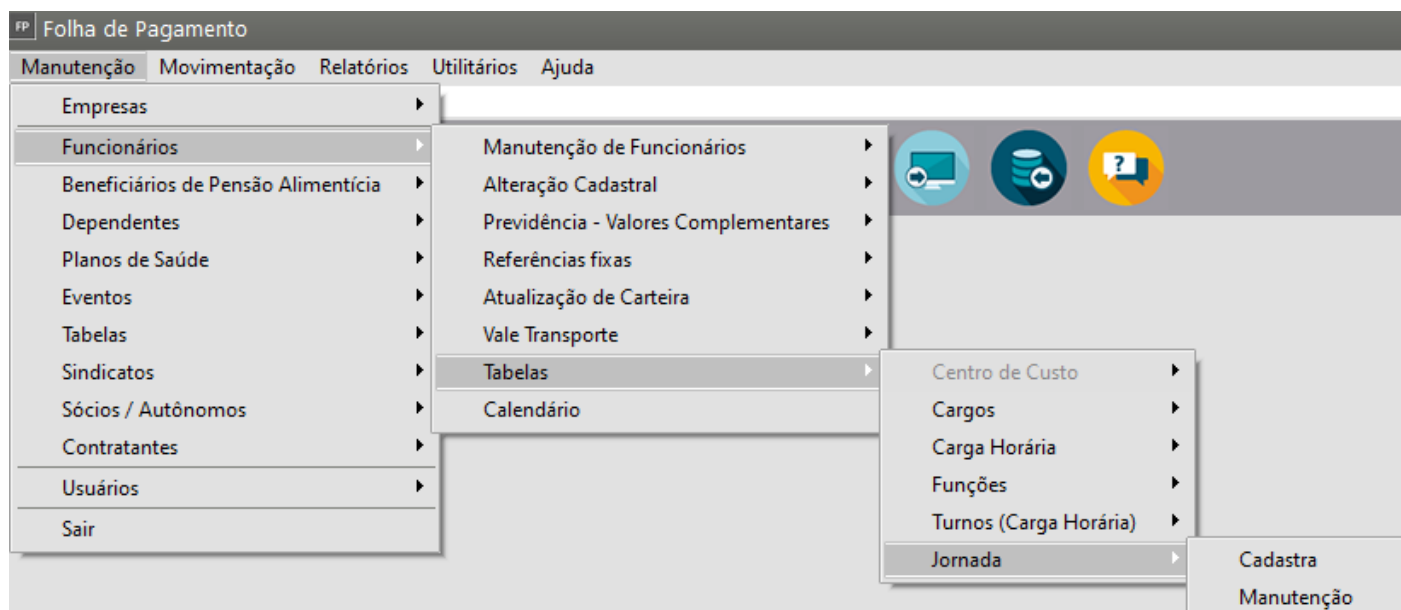 FP Folha de Pagamento
Manutenção Movimentação Relatórios Utilitários Ajuda
Empresas
Funcionários
Beneficiários de Pensão Alimentícia
Dependentes
Planos de Saúde
Eventos
Tabelas
Sindicatos
Sócios / Autônomos
Contratantes
Usuários
Sair
Manutenção de Funcionários
Alteração Cadastral
Previdência - Valores Complementares
Referências fixas
Atualização de Carteira
Vale Transporte
Tabelas
Calendário
?
Centro de Custo
Cargos
Carga Horária
Funções
Turnos (Carga Horária)
Jornada
Cadastra
Manutenção